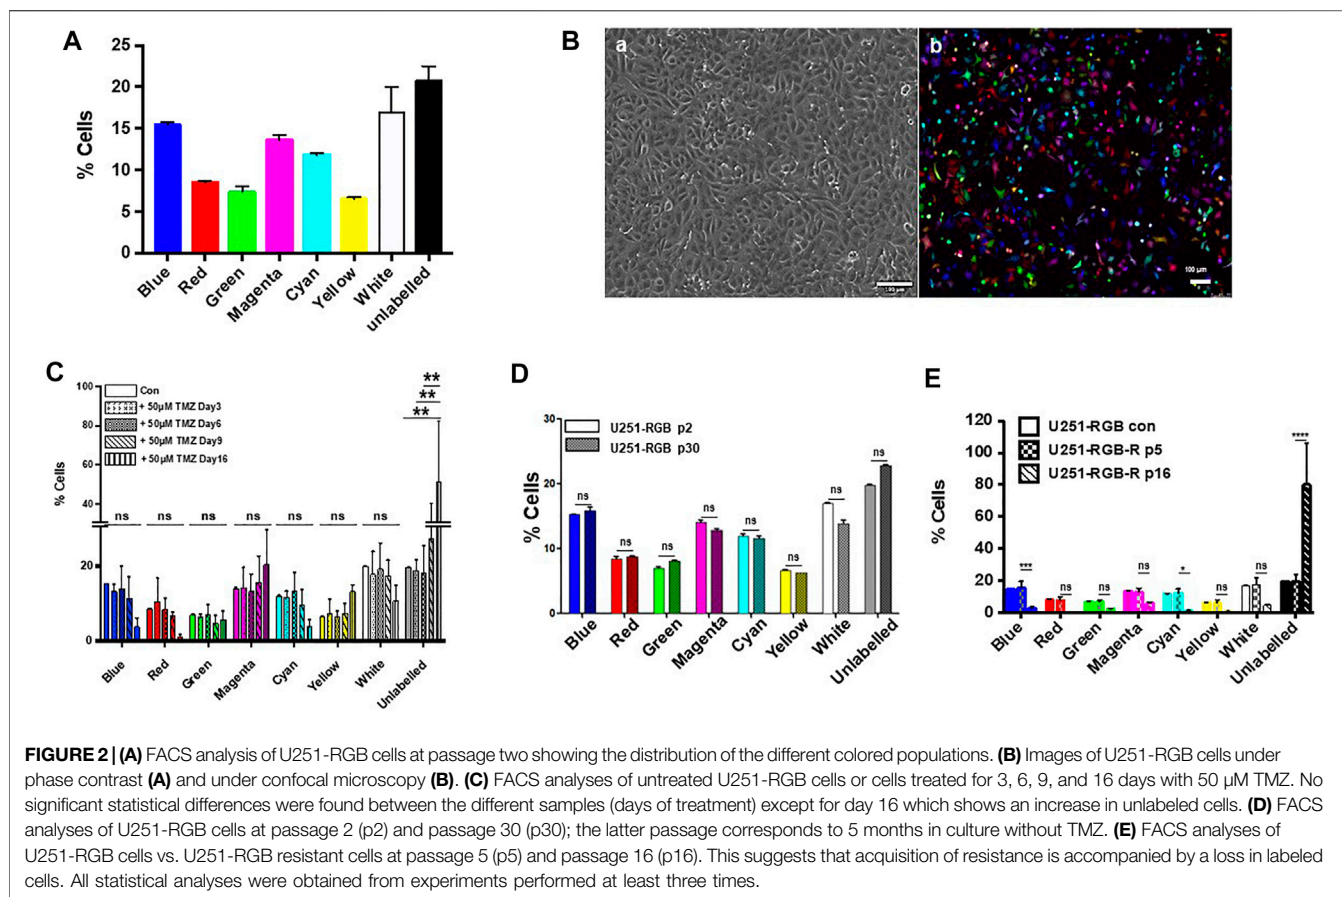 A
25
20
15
10
5
0
% Cells
Blue
Red
Green
Magenta
Cyan
Yellow
White
unlabelled
B
a
100 µm
b
100 µm
C
100
80
60
40
20
0
% Cells
Con
+ 50µM TMZ Day3
+ 50µM TMZ Day6
+ 50µM TMZ Day9
+ 50µM TMZ Day16
**
**
**
ns ns ns ns ns ns ns
Blue
Red
Green
Magenta
Cyan
Yellow
White
Unlabelled
D
30
20
10
0
% Cells
U251-RGB p2
U251-RGB p30
ns ns ns ns ns ns ns ns
Blue
Red
Green
Magenta
Cyan
Yellow
White
Unlabelled
E
120
100
80
60
40
20
0
% Cells
U251-RGB con
U251-RGB-R p5
U251-RGB-R p16
*** ns ns ns * ns ns ****
Blue
Red
Green
Magenta
Cyan
Yellow
White
Unlabelled
FIGURE 2 | (A) FACS analysis of U251-RGB cells at passage two showing the distribution of the different colored populations. (B) Images of U251-RGB cells under
phase contrast (A) and under confocal microscopy (B). (C) FACS analyses of untreated U251-RGB cells or cells treated for 3, 6, 9, and 16 days with 50 µM TMZ. No
significant statistical differences were found between the different samples (days of treatment) except for day 16 which shows an increase in unlabeled cells. (D) FACS
analyses of U251-RGB cells at passage 2 (p2) and passage 30 (p30); the latter passage corresponds to 5 months in culture without TMZ. (E) FACS analyses of
U251-RGB cells vs. U251-RGB resistant cells at passage 5 (p5) and passage 16 (p16). This suggests that acquisition of resistance is accompanied by a loss in labeled
cells. All statistical analyses were obtained from experiments performed at least three times.